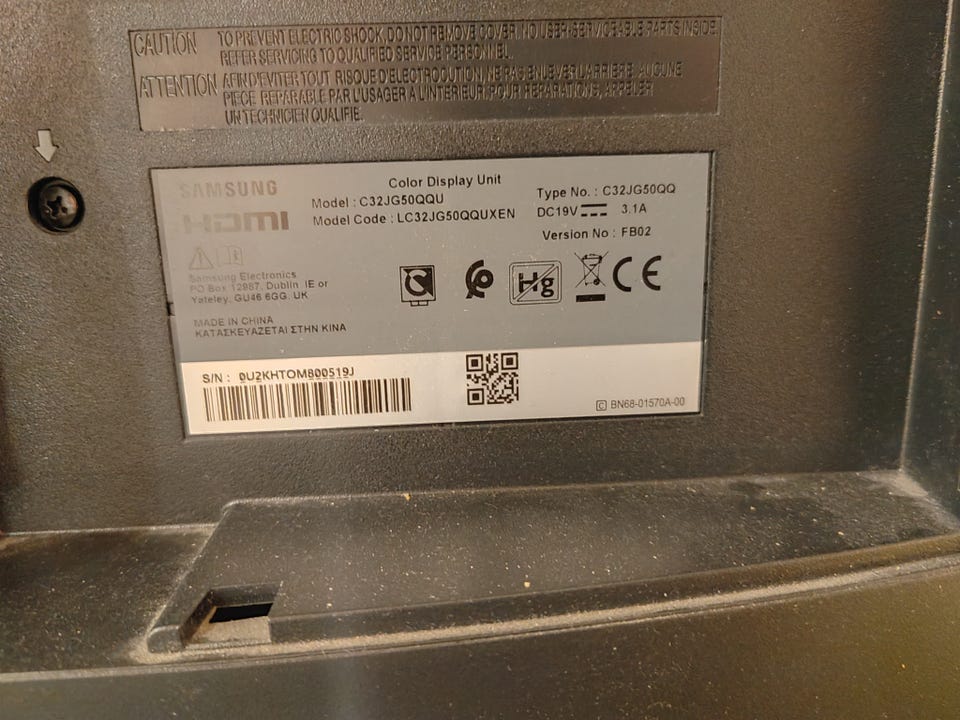 CAUTION TO PREVENT ELECTRIC SHOCK, DO NOT REMOVE COVER. NO USER-SERVICEABLE PARTS INSIDE.
REFER SERVICING TO QUALIFIED SERVICE PERSONNEL.
ATTENTION AFIN D'EVITER TOUT RISQUE D'ELECTROCUTION, NE PAS ENLEVER L'ARRIERE. AUCUNE
PIECE REPARABLE PAR L'USAGER A L'INTERIEUR. POUR REPARATIONS, APPELER
UN TECHNICIEN QUALIFIE.
SAMSUNG
HDMI
Color Display Unit
Model : C32JG50QQU
Model Code : LC32JG50QQUXEN
Type No. : C32JG50QQ
DC19V 3.1A
Version No : FB02
Samsung Electronics
PO Box 12987, Dublin. IE or
Yateley, GU46 6GG. UK
Hg
CE
MADE IN CHINA
ΚΑΤΑΣΚΕΥΑΖΕΤΑΙ ΣΤΗΝ ΚΙΝΑ
S/N : 0U2KHTOM800519J
C BN68-01570A-00